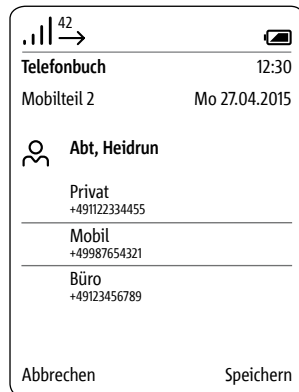 42
Telefonbuch 12:30
Mobilteil 2 Mo 27.04.2015
Abt, Heidrun
Privat
+491122334455
Mobil
+49987654321
Büro
+49123456789
Abbrechen Speichern